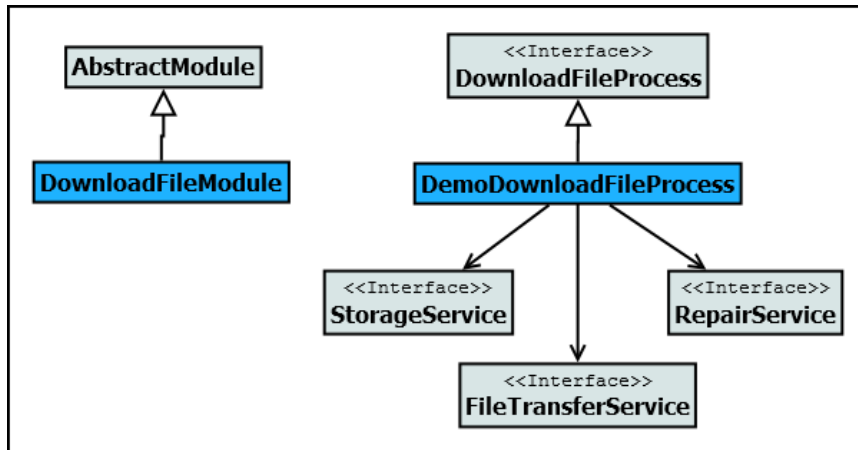 AbstractModule
DownloadFileModule
<<Interface>>
DownloadFileProcess
DemoDownloadFileProcess
<<Interface>>
StorageService
<<Interface>>
RepairService
<<Interface>>
FileTransferService